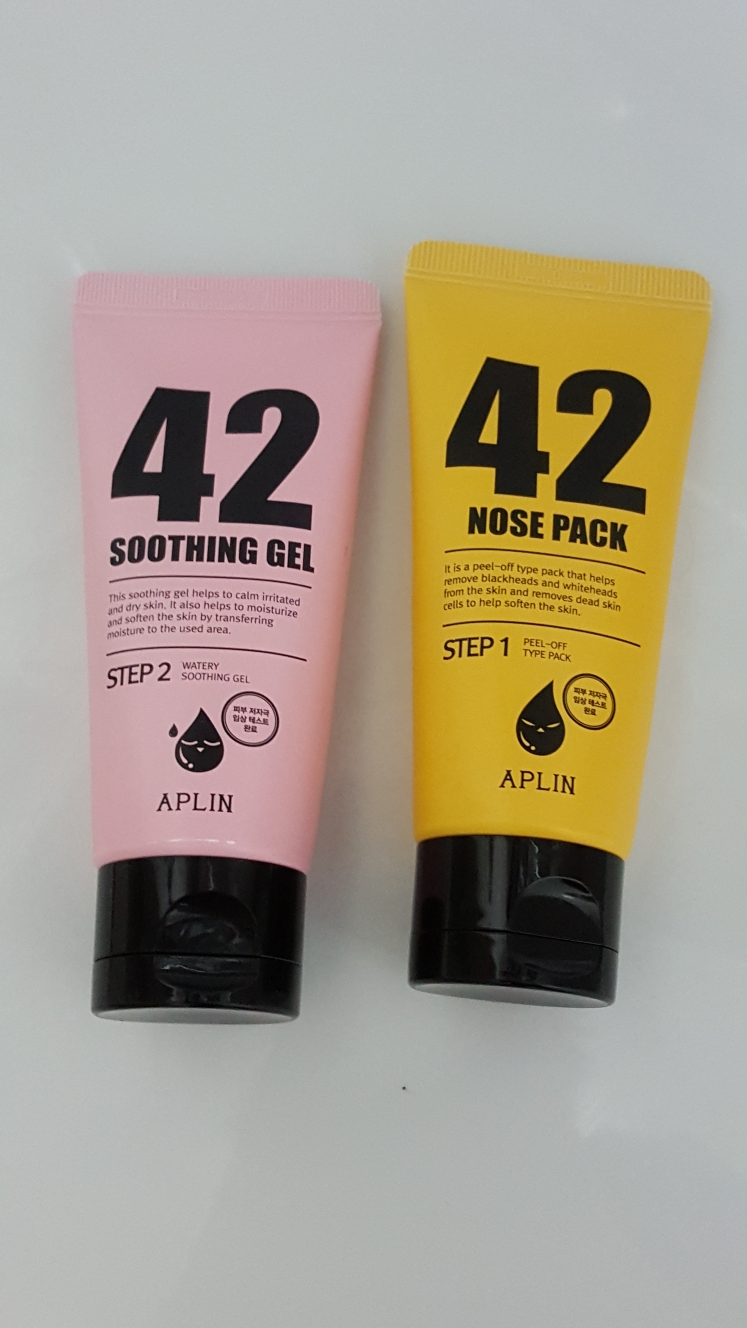 42
SOOTHING GEL
This soothing gel helps to calm irritated
and dry skin. It also helps to moisturize
and soften the skin by transferring
moisture to the used area.
STEP 2
WATERY
SOOTHING GEL
피부 저자극
임상 테스트
완료
APLIN
42
NOSE PACK
It is a peel-off type pack that helps
remove blackheads and whiteheads
from the skin and removes dead skin
cells to help soften the skin.
STEP 1
PEEL-OFF
TYPE PACK
피부 저자극
임상 테스트
완료
APLIN